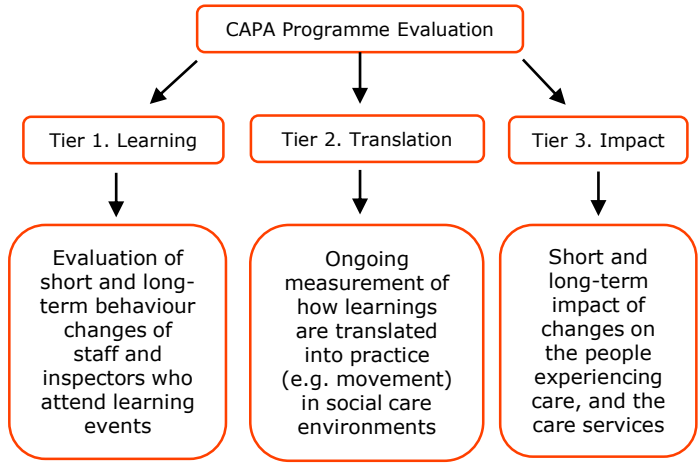 CAPA Programme Evaluation
Tier 1. Learning
Tier 2. Translation
Tier 3. Impact
Evaluation of
short and long-
term behaviour
changes of
staff and
inspectors who
attend learning
events
Ongoing
measurement of
how learnings
are translated
into practice
(e.g. movement)
in social care
environments
Short and
long-term
impact of
changes on
the people
experiencing
care, and the
care services